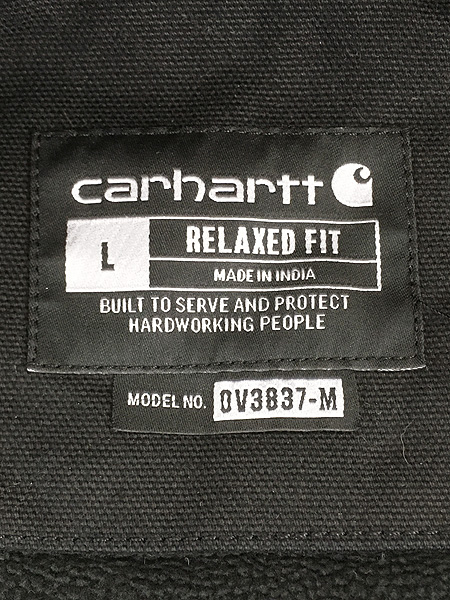 carhartt
L RELAXED FIT
MADE IN INDIA
BUILT TO SERVE AND PROTECT
HARDWORKING PEOPLE
MODEL NO. OV3837-M